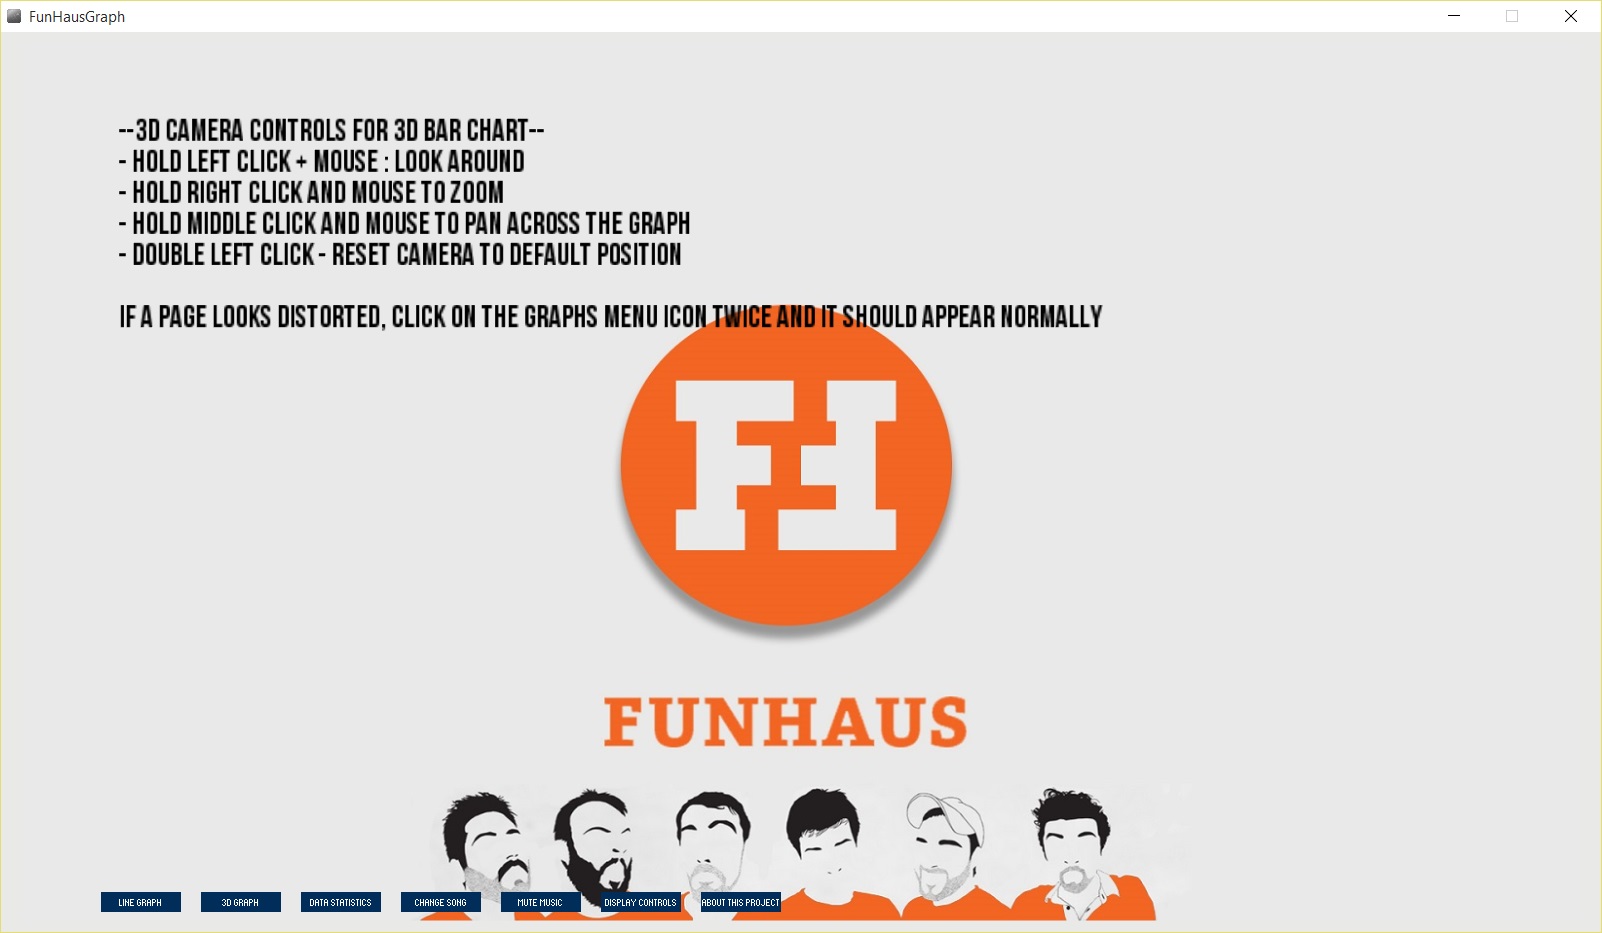 FunHausGraph
--3D CAMERA CONTROLS FOR 3D BAR CHART--
- HOLD LEFT CLICK + MOUSE : LOOK AROUND
- HOLD RIGHT CLICK AND MOUSE TO ZOOM
- HOLD MIDDLE CLICK AND MOUSE TO PAN ACROSS THE GRAPH
- DOUBLE LEFT CLICK - RESET CAMERA TO DEFAULT POSITION
IF A PAGE LOOKS DISTORTED, CLICK ON THE GRAPHS MENU ICON TWICE AND IT SHOULD APPEAR NORMALLY
FUNHAUS
LINE GRAPH 3D GRAPH DATA STATISTICS CHANGE SONG MUTE MUSIC DISPLAY CONTROLS ABOUT THIS PROJECT